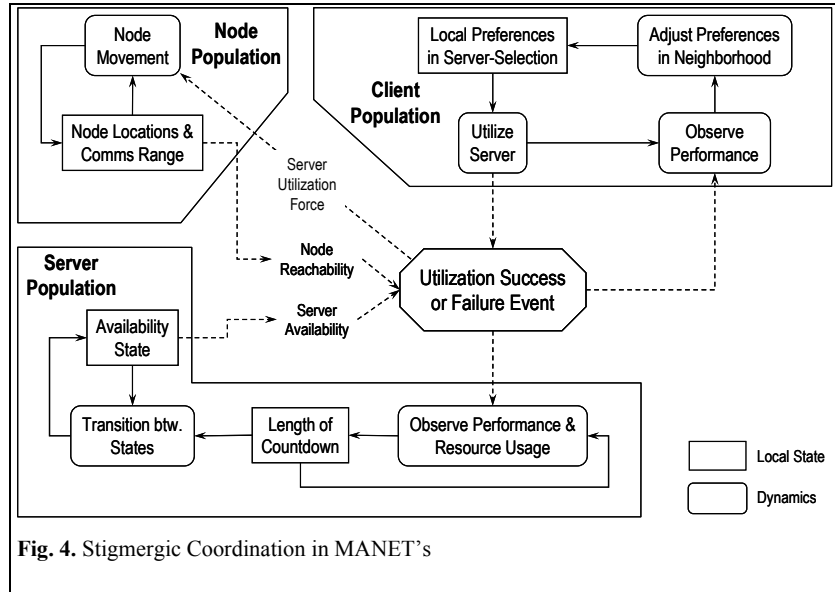 Node
Movement
Node
Population
Node Locations &
Comms Range
Local Preferences
in Server-Selection
Adjust Preferences
in Neighborhood
Client
Population
Utilize
Server
Observe
Performance
Server
Utilization
Force
Node
Reachability
Server
Availability
Utilization Success
or Failure Event
Server
Population
Availability
State
Transition btw.
States
Length of
Countdown
Observe Performance &
Resource Usage
Local State
Dynamics
Fig. 4. Stigmergic Coordination in MANET's